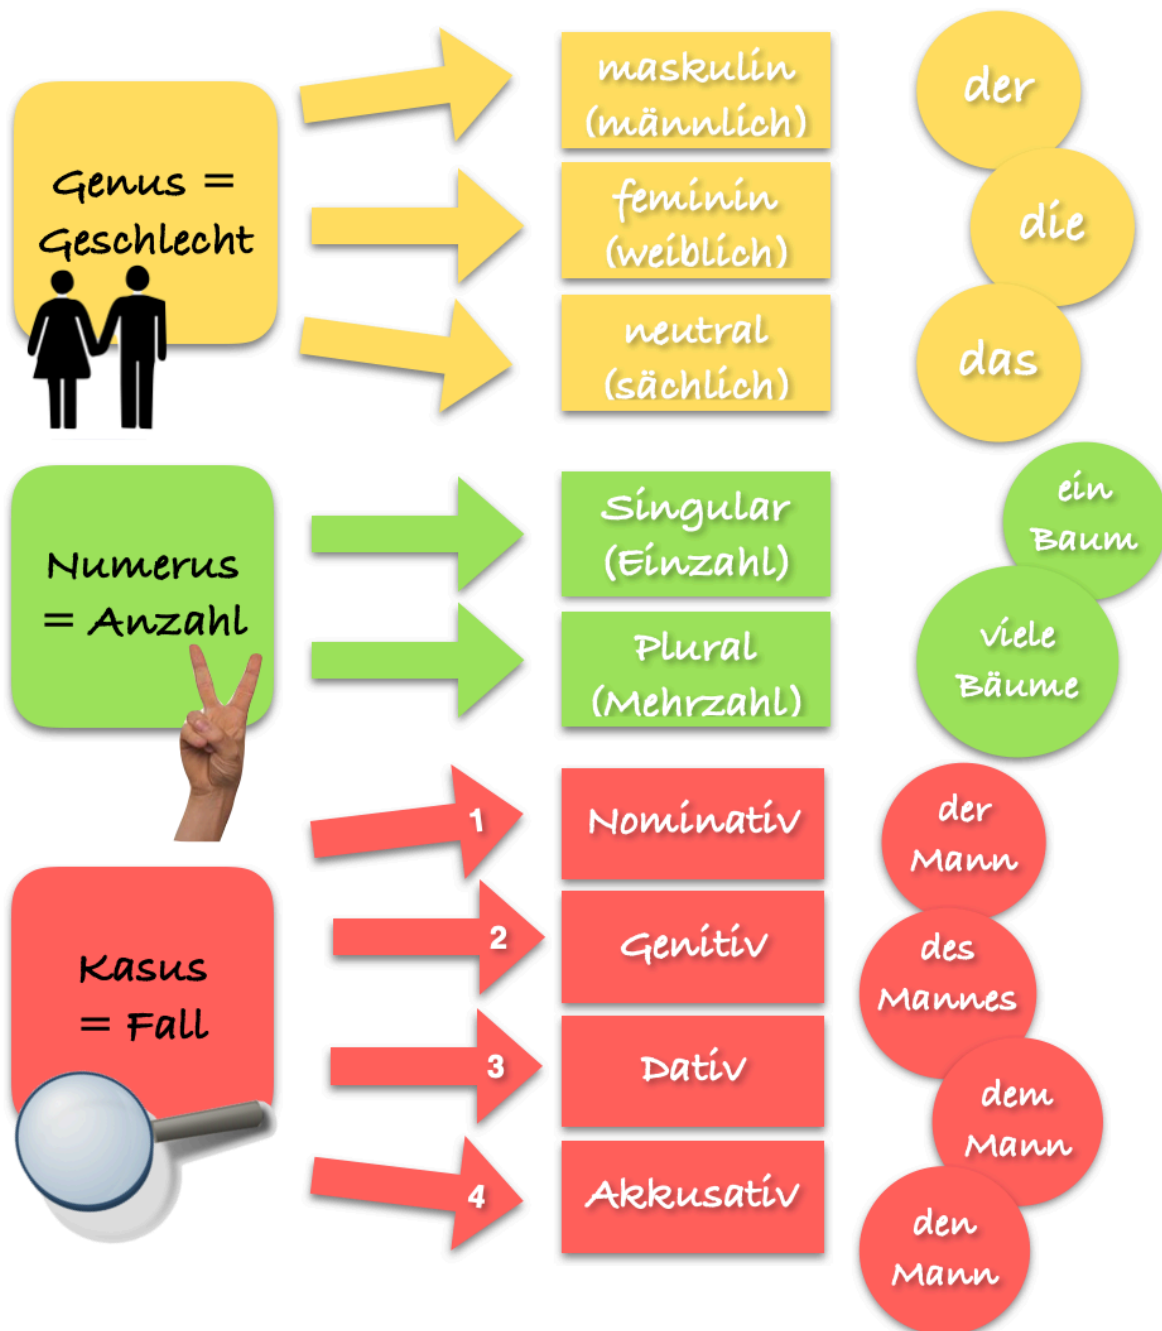 Genus =
Geschlecht
maskulin
(männlich)
der
feminin
(weiblich)
die
neutral
(sächlich)
das
Numerus
= Anzahl
Singular
(Einzahl)
ein
Baum
Plural
(Mehrzahl)
viele
Bäume
Kasus
= Fall
1
Nominativ
der
Mann
2
Genitiv
des
Mannes
3
Dativ
dem
Mann
4
Akkusativ
den
Mann